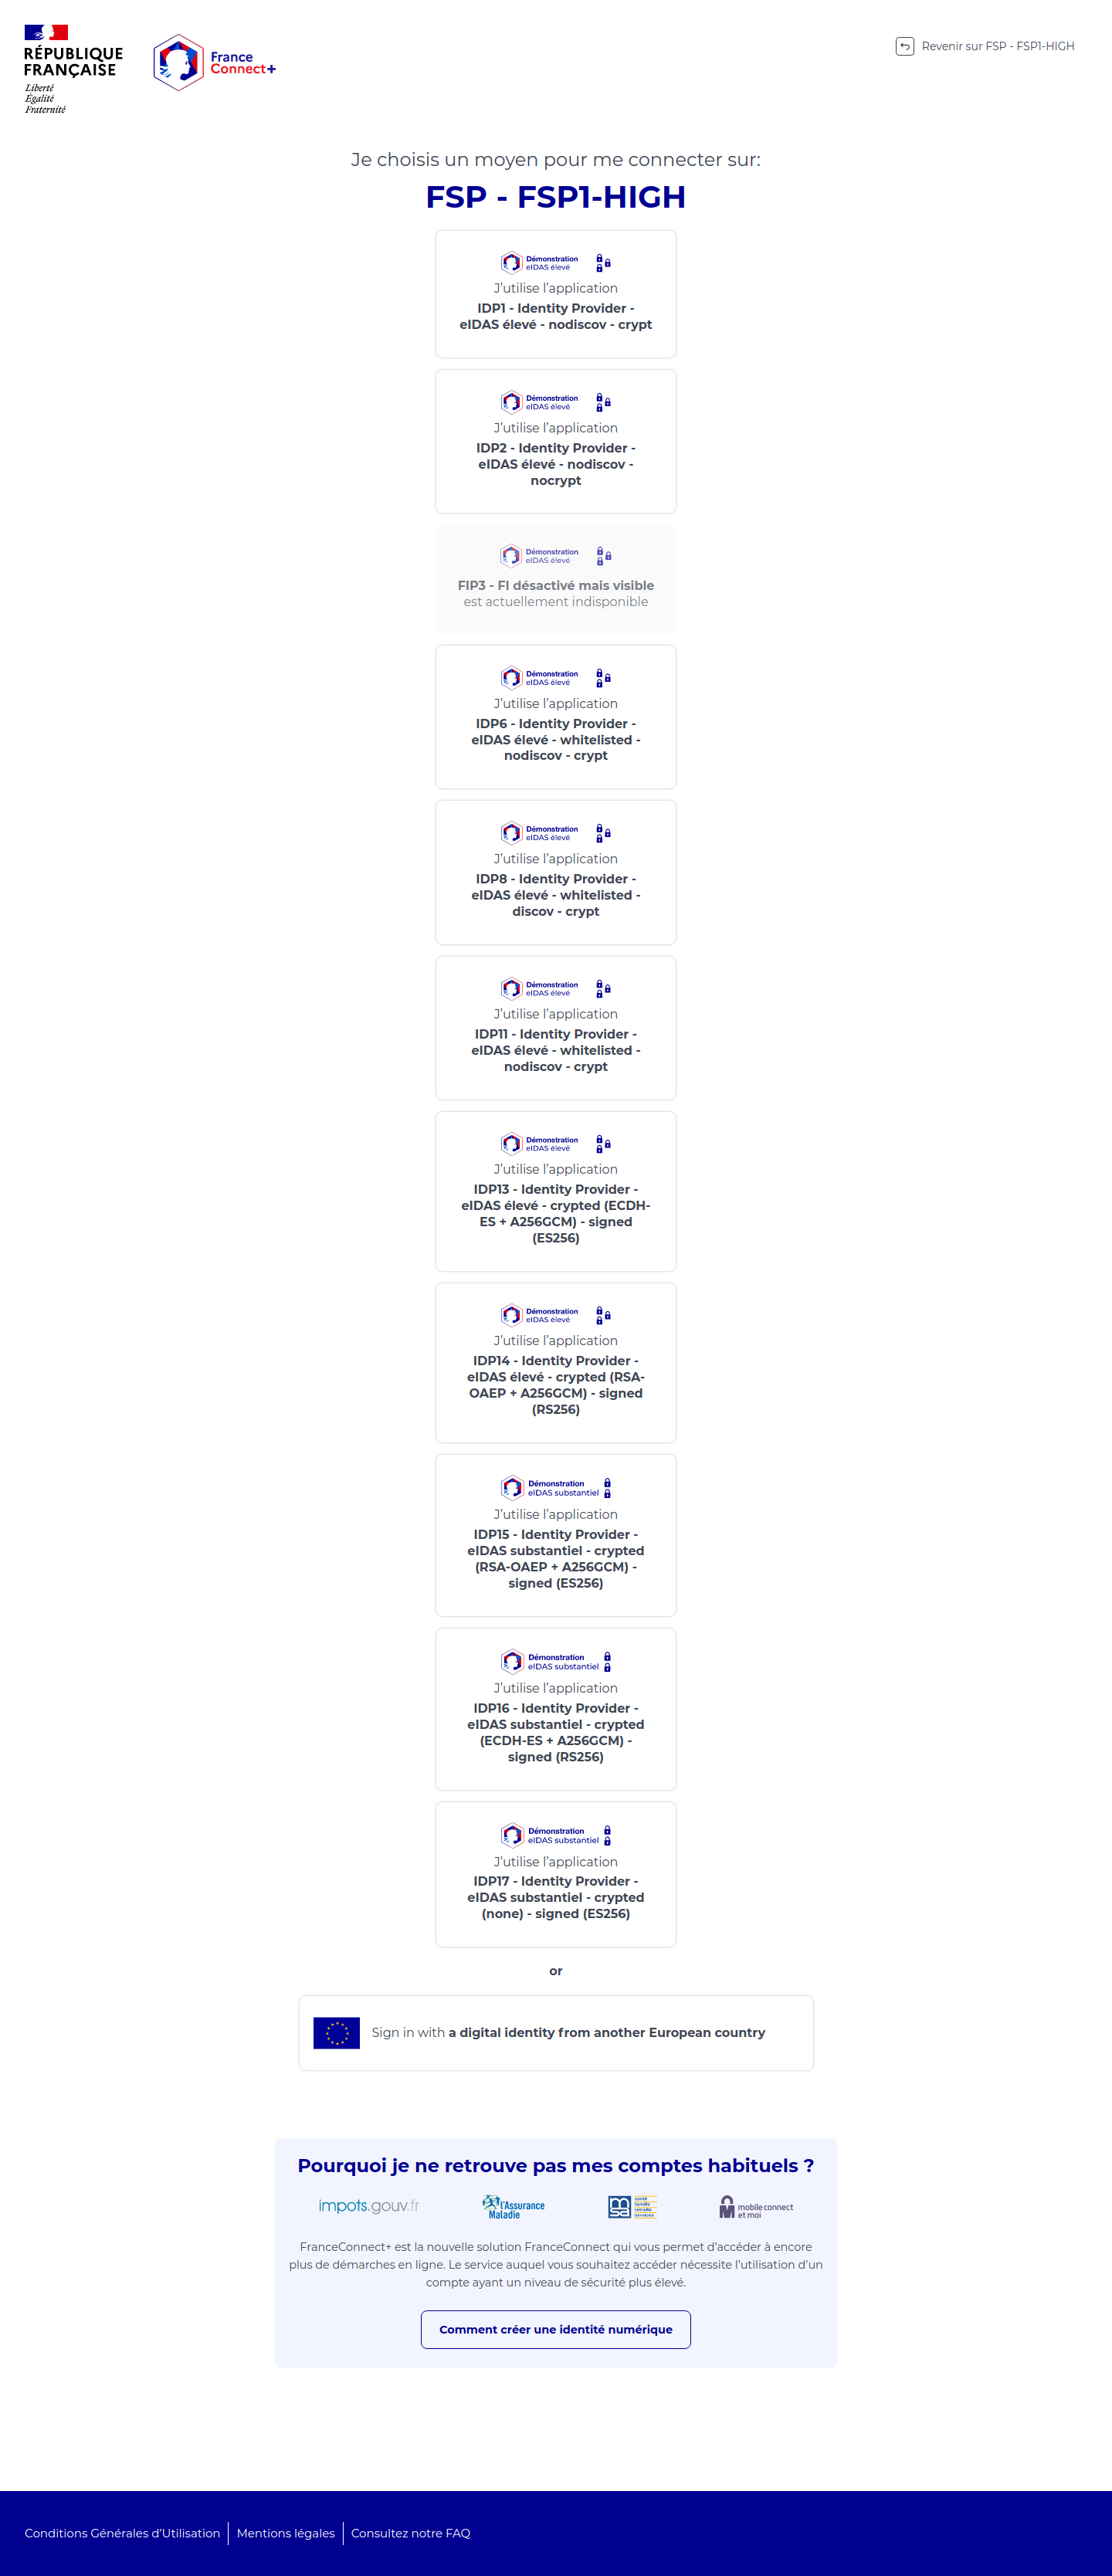 RÉPUBLIQUE
FRANÇAISE
Liberté
Égalité
Fraternité
France
Connect+
Revenir sur FSP - FSP1-HIGH
Je choisis un moyen pour me connecter sur:
FSP - FSP1-HIGH
Démonstration
eIDAS élevé
J’utilise l’application
IDP1 - Identity Provider -
eIDAS élevé - nodiscov - crypt
Démonstration
eIDAS élevé
J’utilise l’application
IDP2 - Identity Provider -
eIDAS élevé - nodiscov -
nocrypt
Démonstration
eIDAS élevé
FIP3 - FI désactivé mais visible
est actuellement indisponible
Démonstration
eIDAS élevé
J’utilise l’application
IDP6 - Identity Provider -
eIDAS élevé - whitelisted -
nodiscov - crypt
Démonstration
eIDAS élevé
J’utilise l’application
IDP8 - Identity Provider -
eIDAS élevé - whitelisted -
discov - crypt
Démonstration
eIDAS élevé
J’utilise l’application
IDP11 - Identity Provider -
eIDAS élevé - whitelisted -
nodiscov - crypt
Démonstration
eIDAS élevé
J’utilise l’application
IDP13 - Identity Provider -
eIDAS élevé - crypted (ECDH-
ES + A256GCM) - signed
(ES256)
Démonstration
eIDAS élevé
J’utilise l’application
IDP14 - Identity Provider -
eIDAS élevé - crypted (RSA-
OAEP + A256GCM) - signed
(RS256)
Démonstration
eIDAS substantiel
J’utilise l’application
IDP15 - Identity Provider -
eIDAS substantiel - crypted
(RSA-OAEP + A256GCM) -
signed (ES256)
Démonstration
eIDAS substantiel
J’utilise l’application
IDP16 - Identity Provider -
eIDAS substantiel - crypted
(ECDH-ES + A256GCM) -
signed (RS256)
Démonstration
eIDAS substantiel
J’utilise l’application
IDP17 - Identity Provider -
eIDAS substantiel - crypted
(none) - signed (ES256)
or
Sign in with a digital identity from another European country
Pourquoi je ne retrouve pas mes comptes habituels ?
impots.gouv.fr
l'Assurance
Maladie
msa
santé
famille
retraite
services
mobile connect
et moi
FranceConnect+ est la nouvelle solution FranceConnect qui vous permet d’accéder à encore
plus de démarches en ligne. Le service auquel vous souhaitez accéder nécessite l’utilisation d’un
compte ayant un niveau de sécurité plus élevé.
Comment créer une identité numérique
Conditions Générales d’Utilisation
Mentions légales
Consultez notre FAQ